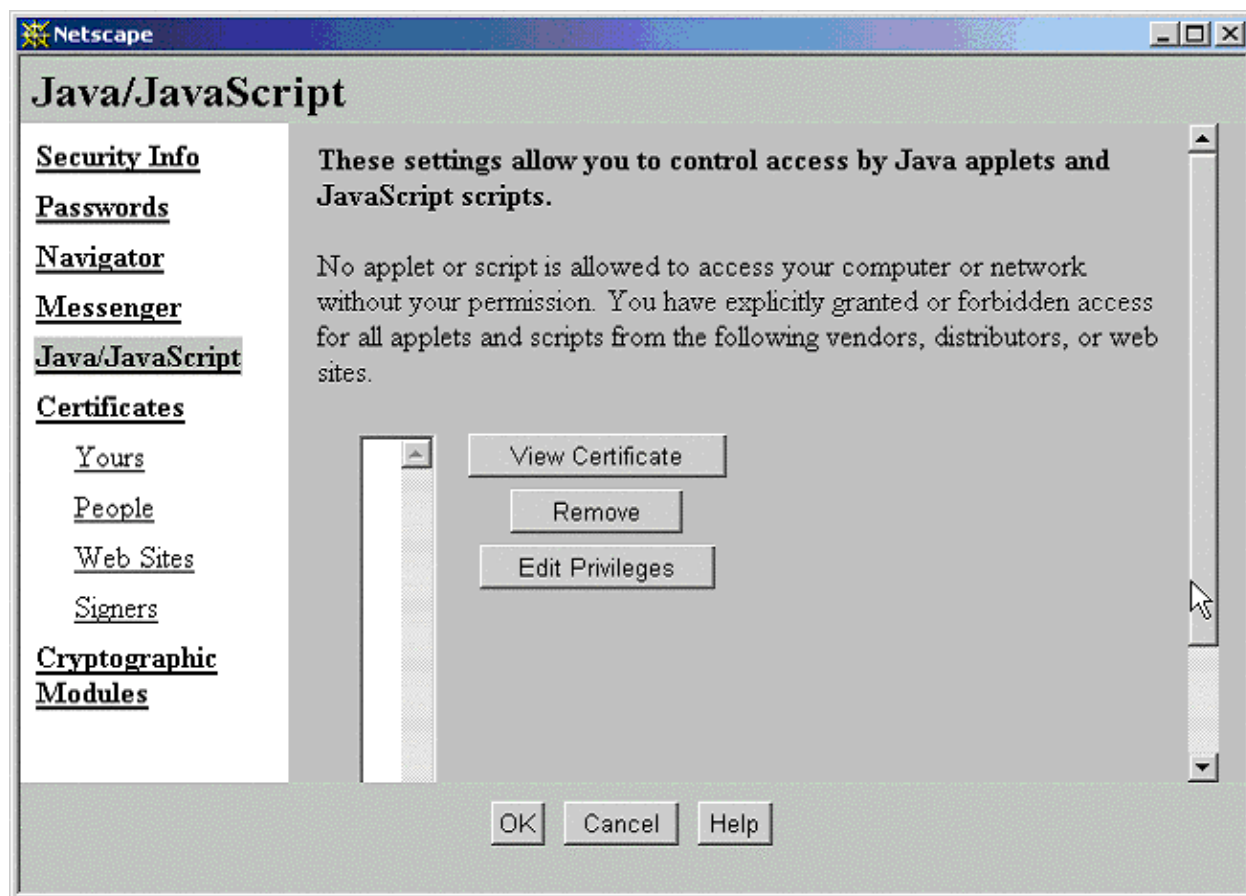 Netscape
Java/JavaScript
Security Info
Passwords
Navigator
Messenger
Java/JavaScript
Certificates
Yours
People
Web Sites
Signers
Cryptographic
Modules
These settings allow you to control access by Java applets and
JavaScript scripts.
No applet or script is allowed to access your computer or network
without your permission. You have explicitly granted or forbidden access
for all applets and scripts from the following vendors, distributors, or web
sites.
View Certificate
Remove
Edit Privileges
OK
Cancel
Help